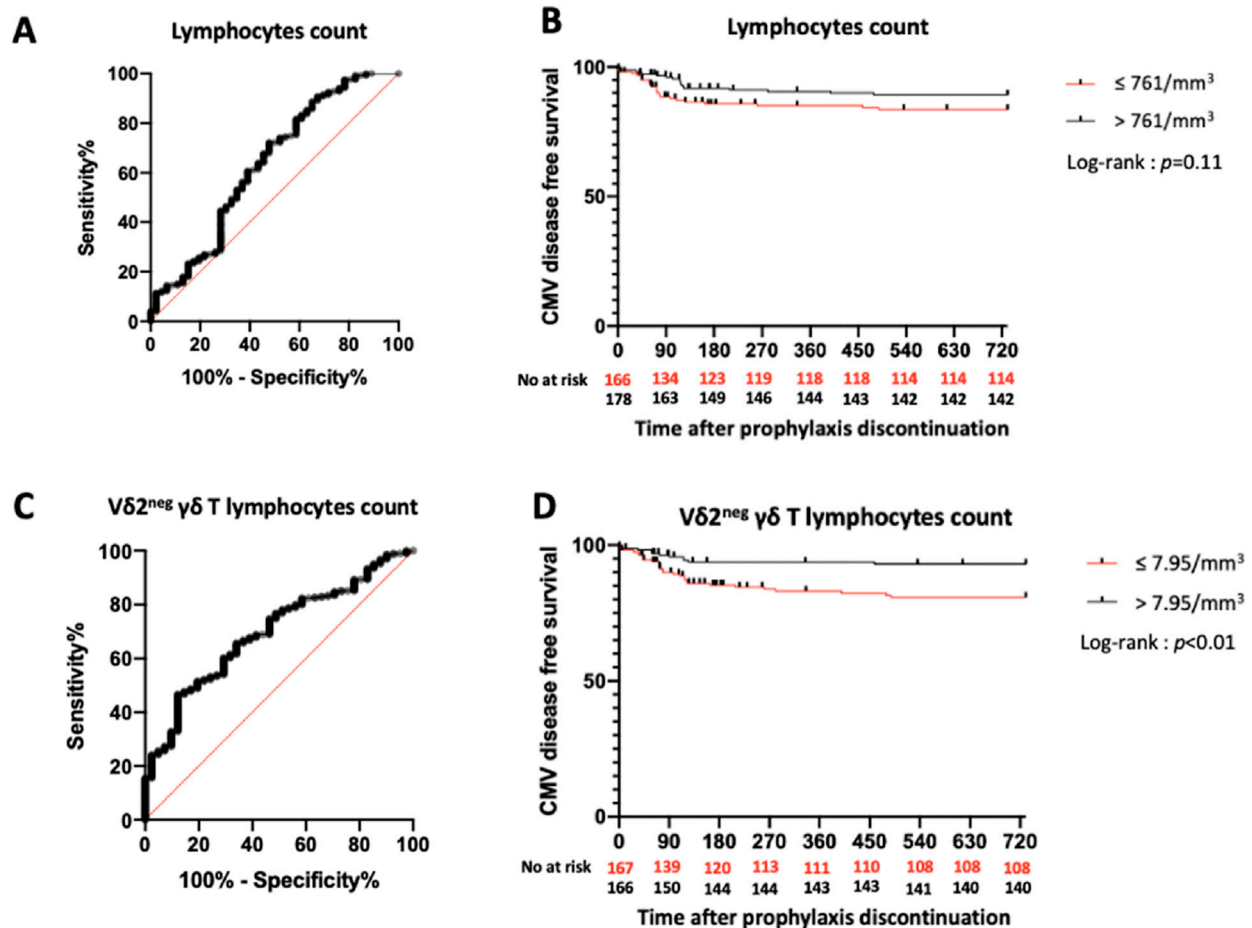 A
Lymphocytes count
Sensitivity%
100
80
60
40
20
0
0 20 40 60 80 100
100% - Specificity%
B
Lymphocytes count
CMV disease free survival
100
50
0
0 90 180 270 360 450 540 630 720
No at risk 166 134 123 119 118 118 114 114 114
178 163 149 146 144 143 142 142 142
Time after prophylaxis discontinuation
≤ 761/mm³
> 761/mm³
Log-rank : p=0.11
C
Vδ2ⁿᵉᵍ γδ T lymphocytes count
Sensitivity%
100
80
60
40
20
0
0 20 40 60 80 100
100% - Specificity%
D
Vδ2ⁿᵉᵍ γδ T lymphocytes count
CMV disease free survival
100
50
0
0 90 180 270 360 450 540 630 720
No at risk 167 139 120 113 111 110 108 108 108
166 150 144 144 143 143 141 140 140
Time after prophylaxis discontinuation
≤ 7.95/mm³
> 7.95/mm³
Log-rank : p<0.01